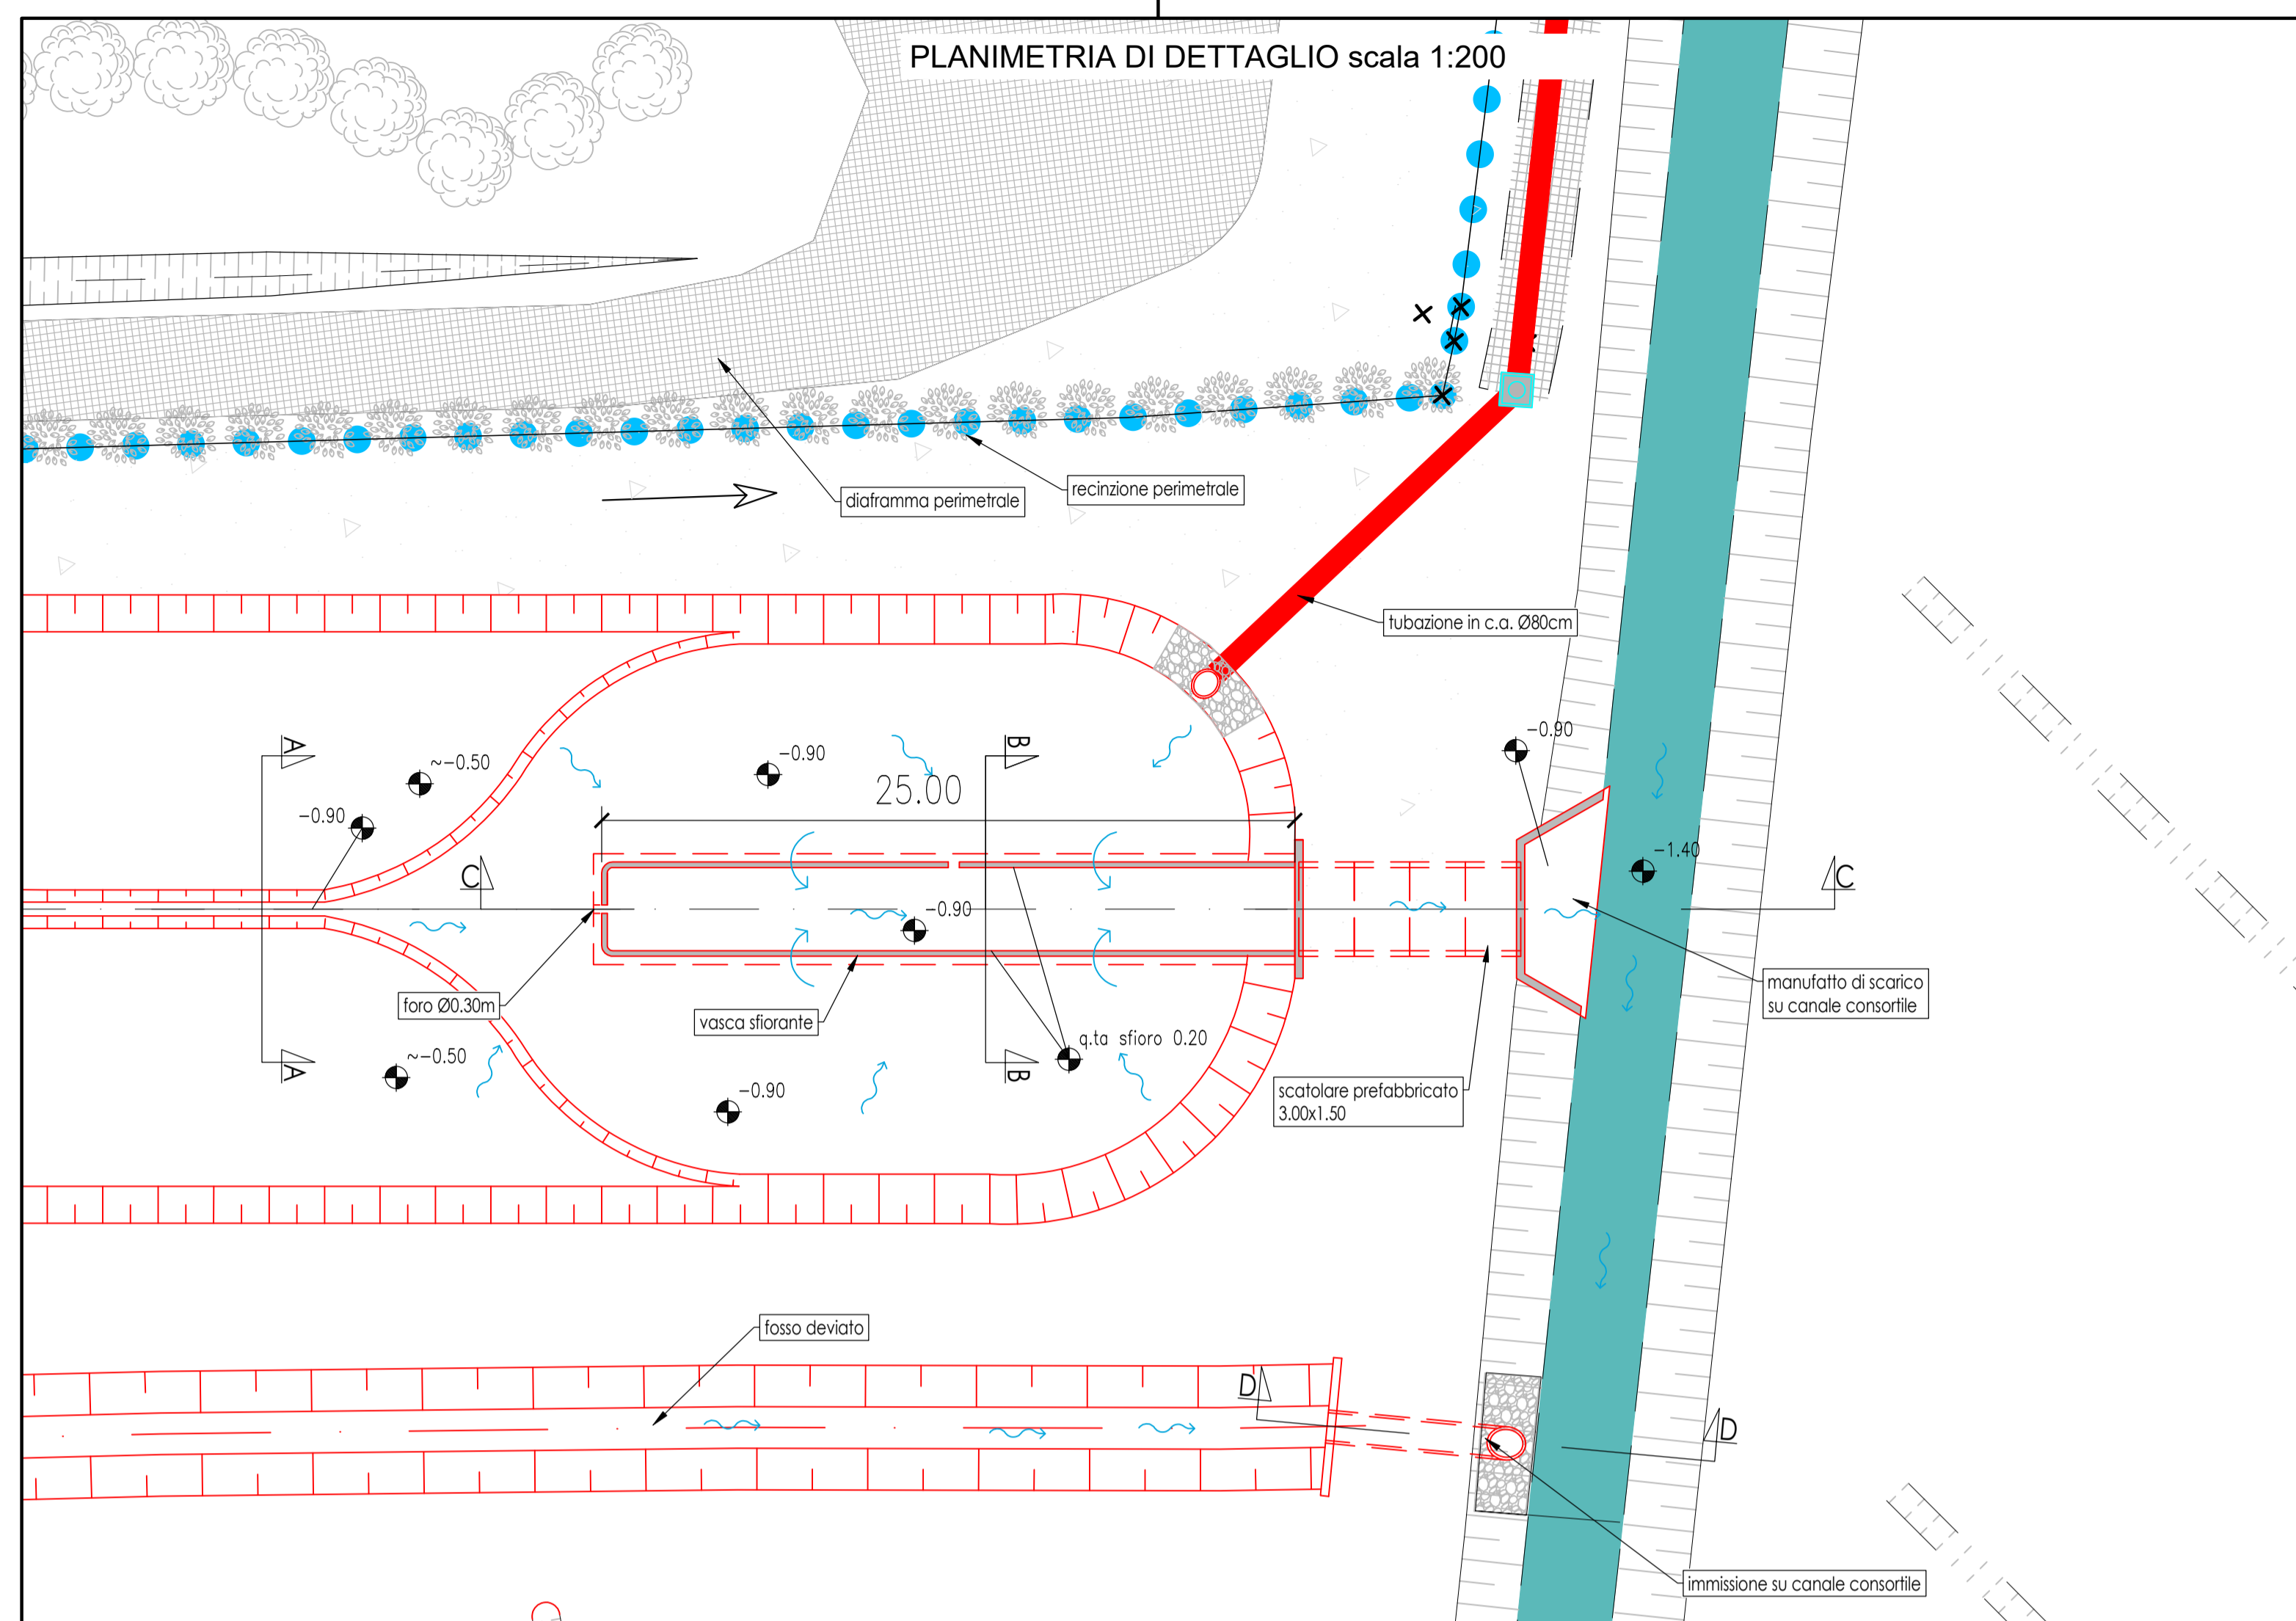 PLANIMETRIA DI DETTAGLIO scala 1:200
diaframma perimetrale
recinzione perimetrale
tubazione in c.a. Ø80cm
A
~-0.50
-0.90
-0.90
25.00
B
-0.90
-1.40
C
C
-0.90
foro Ø0.30m
vasca sfiorante
manufatto di scarico
su canale consortile
A
~-0.50
-0.90
B
q.ta sfioro 0.20
scatolare prefabbricato
3.00x1.50
fosso deviato
D
D
immissione su canale consortile